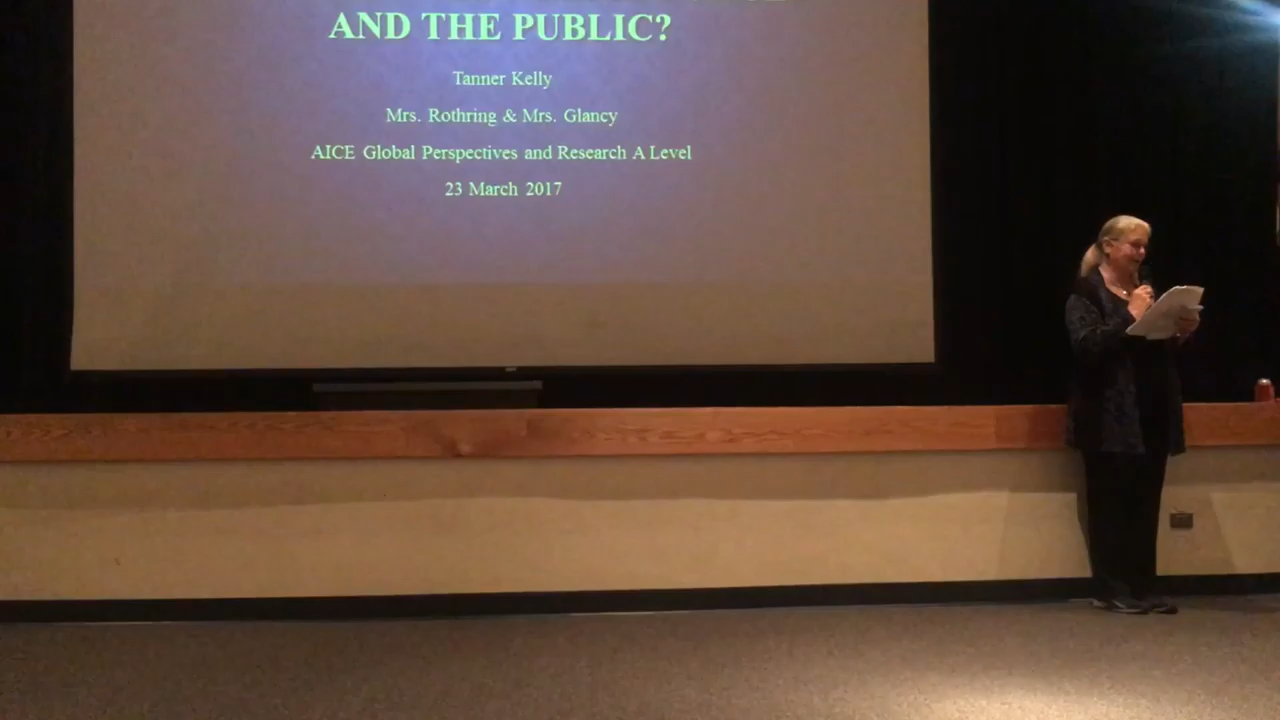 AND THE PUBLIC?
Tanner Kelly
Mrs. Rothring & Mrs. Glancy
AICE Global Perspectives and Research A Level
23 March 2017